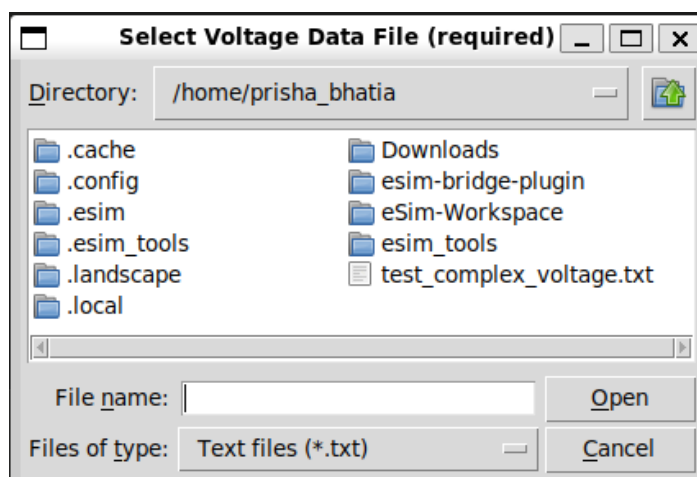 Select Voltage Data File (required)
Directory: /home/prisha_bhatia
.cache
.config
.esim
.esim_tools
.landscape
.local
Downloads
esim-bridge-plugin
eSim-Workspace
esim_tools
test_complex_voltage.txt
File name:
Open
Files of type: Text files (*.txt)
Cancel